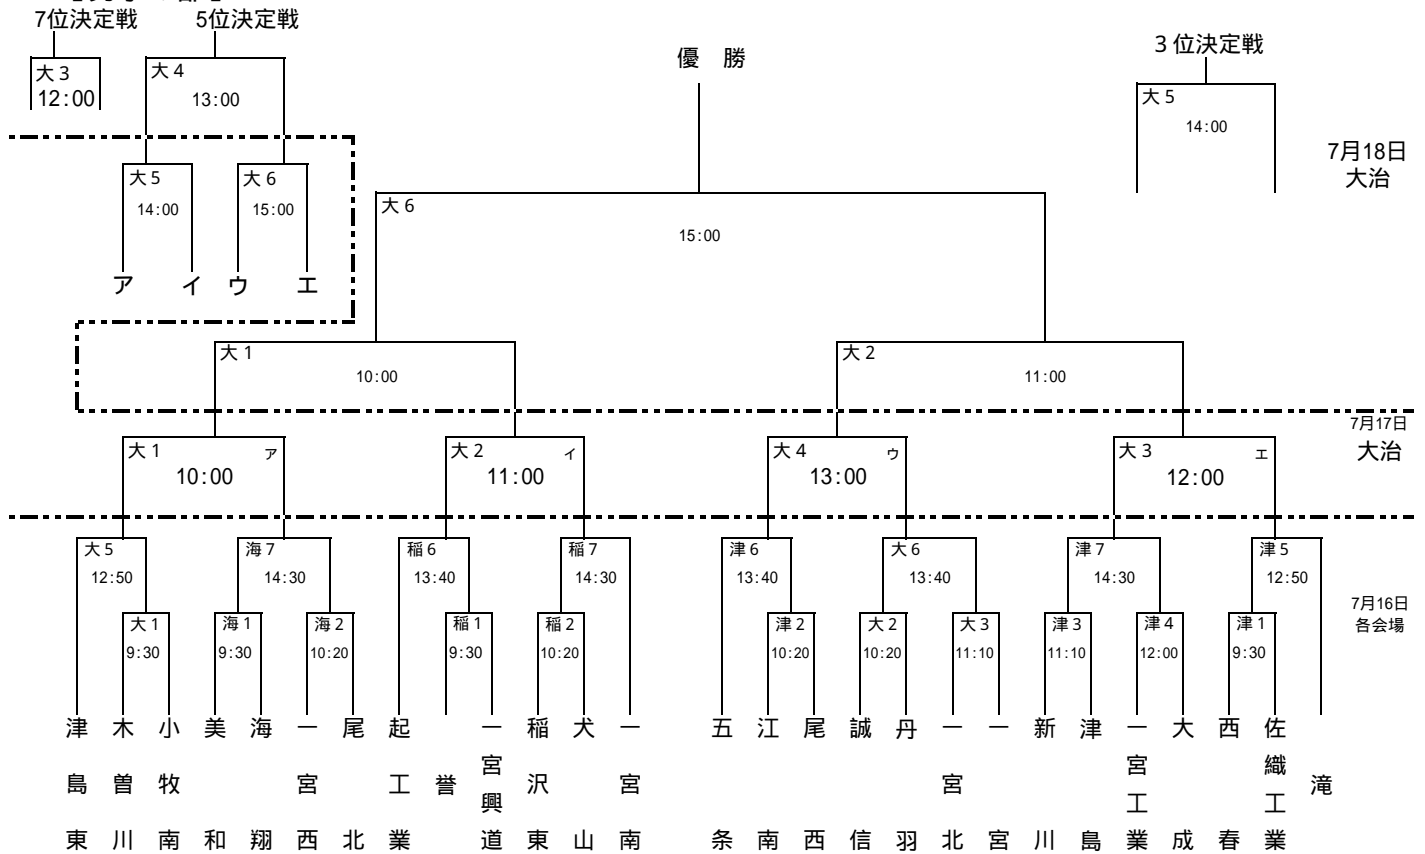 7位決定戦
5位決定戦
優 勝
3位決定戦
大3
12:00
大4
13:00
大5
14:00
7月18日
大治
大5
14:00
大6
15:00
大6
15:00
ア
イ
ウ
エ
大1
10:00
大2
11:00
7月17日
大治
大1
ア
10:00
大2
イ
11:00
大4
ウ
13:00
大3
エ
12:00
大5
12:50
海7
14:30
稲6
13:40
稲7
14:30
津6
13:40
大6
13:40
津7
14:30
津5
12:50
7月16日
各会場
大1
9:30
海1
9:30
海2
10:20
稲1
9:30
稲2
10:20
津2
10:20
大2
10:20
大3
11:10
津3
11:10
津4
12:00
津1
9:30
津島東
木曽川
小牧南
美和
海翔
一宮西
尾北
起工業
誉
一宮興道
稲沢東
犬山
一宮南
五条
江南
尾西
誠信
丹羽
一宮北
一宮
新川
津島
一宮工業
大成
西春
佐織工業
滝